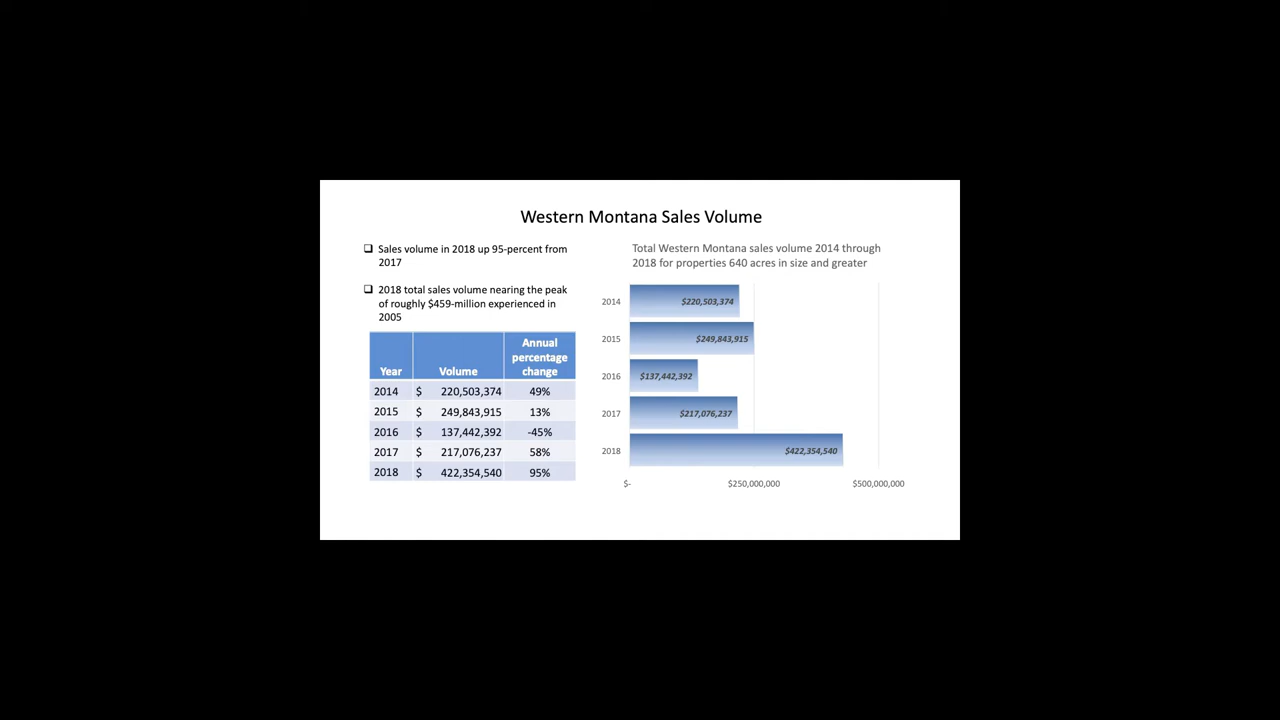 Western Montana Sales Volume
❑ Sales volume in 2018 up 95-percent from
2017
❑ 2018 total sales volume nearing the peak
of roughly $459-million experienced in
2005
Year Volume Annual percentage change
2014 $ 220,503,374 49%
2015 $ 249,843,915 13%
2016 $ 137,442,392 -45%
2017 $ 217,076,237 58%
2018 $ 422,354,540 95%
Total Western Montana sales volume 2014 through
2018 for properties 640 acres in size and greater
2014 $220,503,374
2015 $249,843,915
2016 $137,442,392
2017 $217,076,237
2018 $422,354,540
$- $250,000,000 $500,000,000